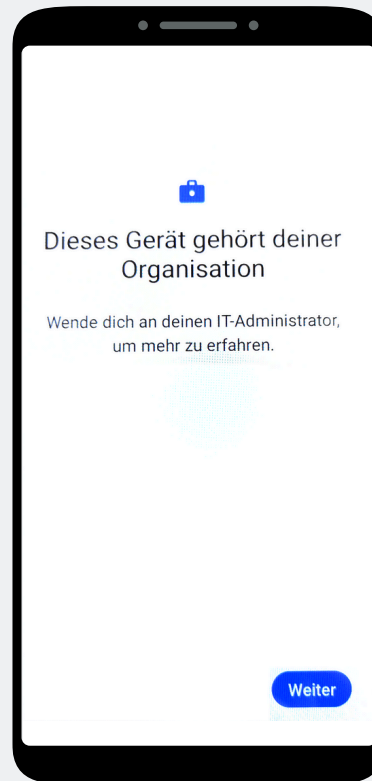 Dieses Gerät gehört deiner
Organisation
Wende dich an deinen IT-Administrator,
um mehr zu erfahren.
Weiter